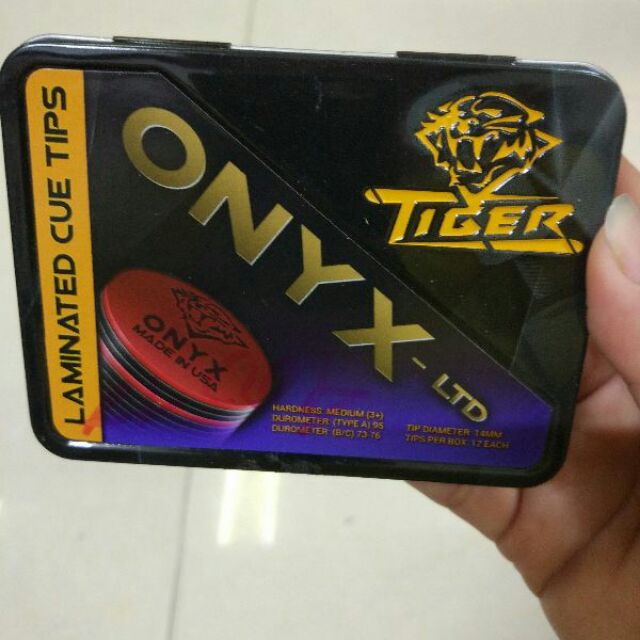 LAMINATED CUE TIPS
ONYX-LTD
TIGER
ONYX
MADE IN USA
HARDNESS: MEDIUM (3+)
DUROMETER: (TYPE A) 95
DUROMETER: (B/C) 73-76
TIP DIAMETER: 14MM
TIPS PER BOX: 12 EACH